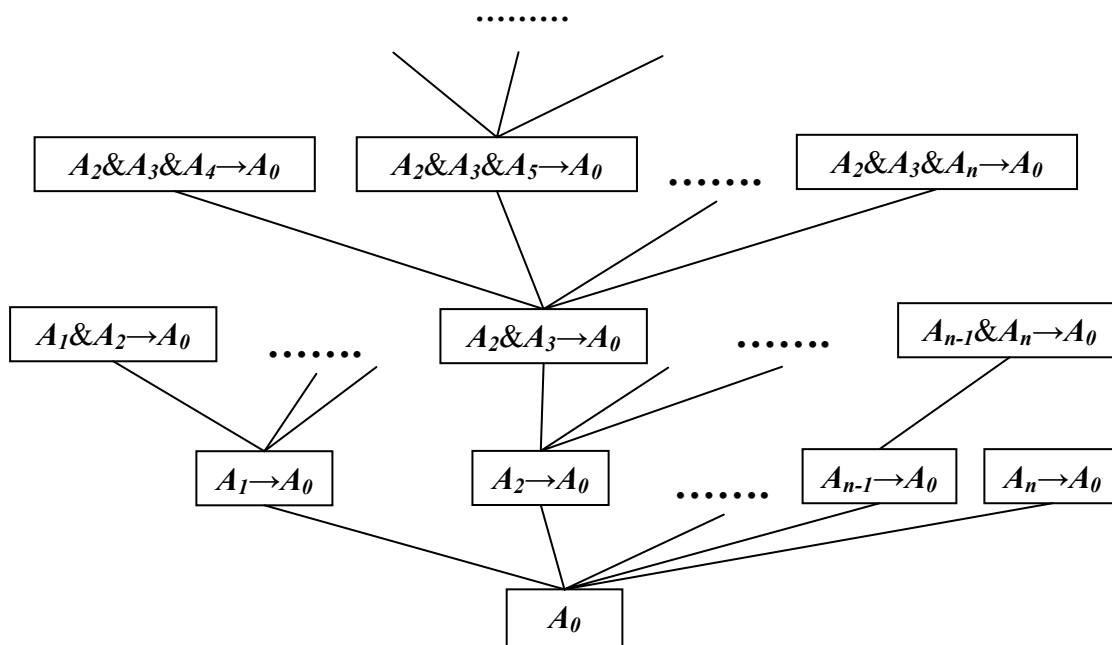 .........
A₂&A₃&A₄→A₀ A₂&A₃&A₅→A₀ ....... A₂&A₃&Aₙ→A₀
A₁&A₂→A₀ ....... A₂&A₃→A₀ ....... Aₙ₋₁&Aₙ→A₀
A₁→A₀ A₂→A₀ ....... Aₙ₋₁→A₀ Aₙ→A₀
A₀